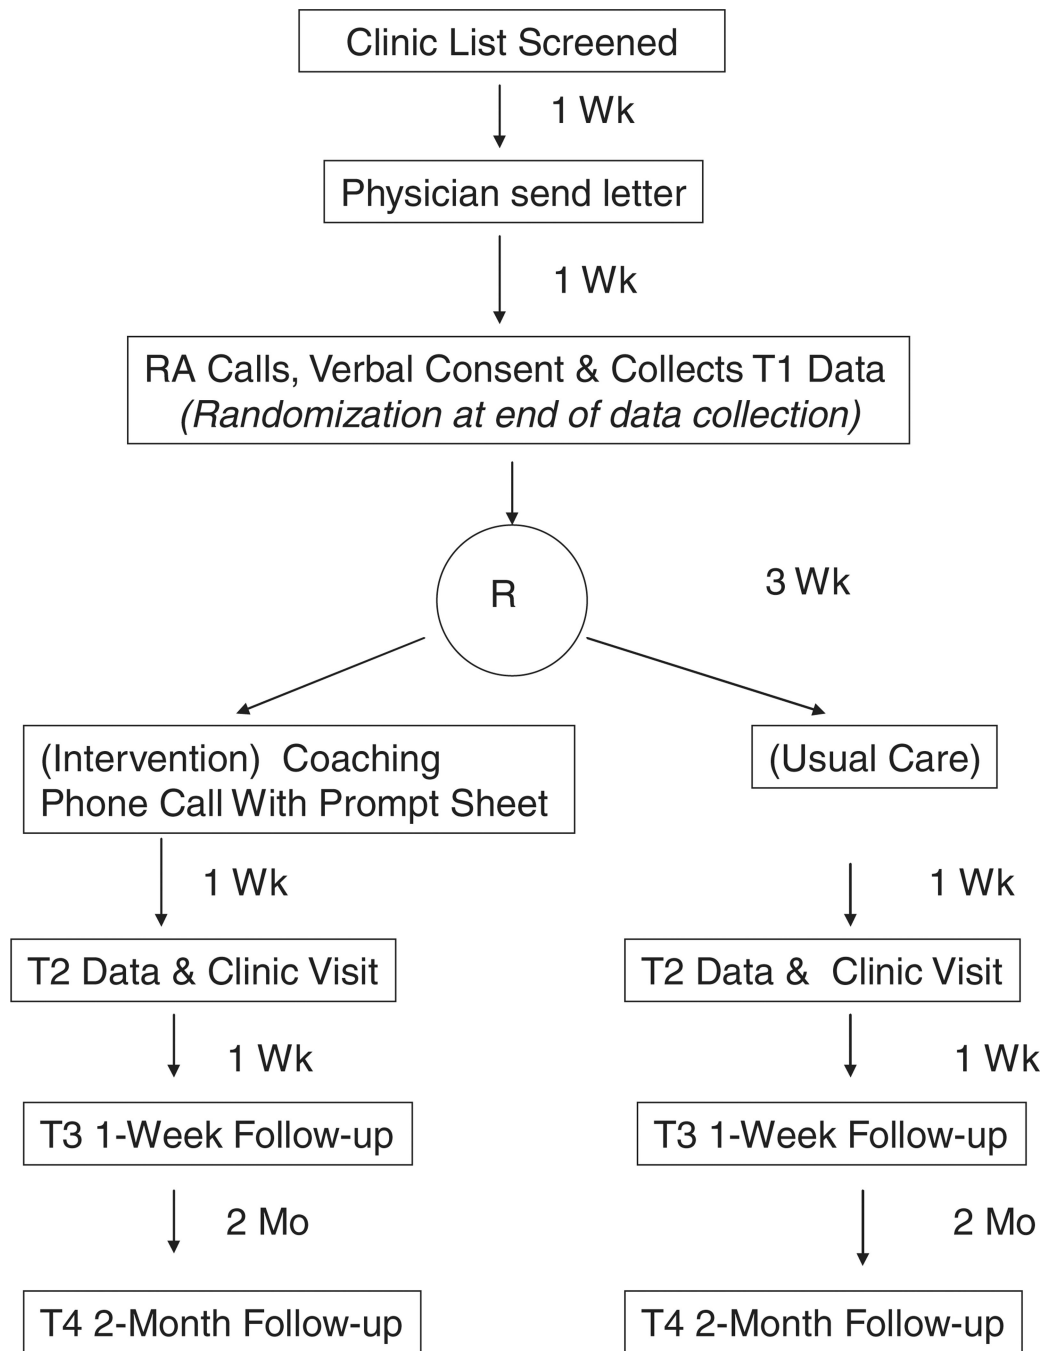 Clinic List Screened
1 Wk
Physician send letter
1 Wk
RA Calls, Verbal Consent & Collects T1 Data
(Randomization at end of data collection)
R
3 Wk
(Intervention) Coaching
Phone Call With Prompt Sheet
(Usual Care)
1 Wk
1 Wk
T2 Data & Clinic Visit
T2 Data & Clinic Visit
1 Wk
1 Wk
T3 1-Week Follow-up
T3 1-Week Follow-up
2 Mo
2 Mo
T4 2-Month Follow-up
T4 2-Month Follow-up